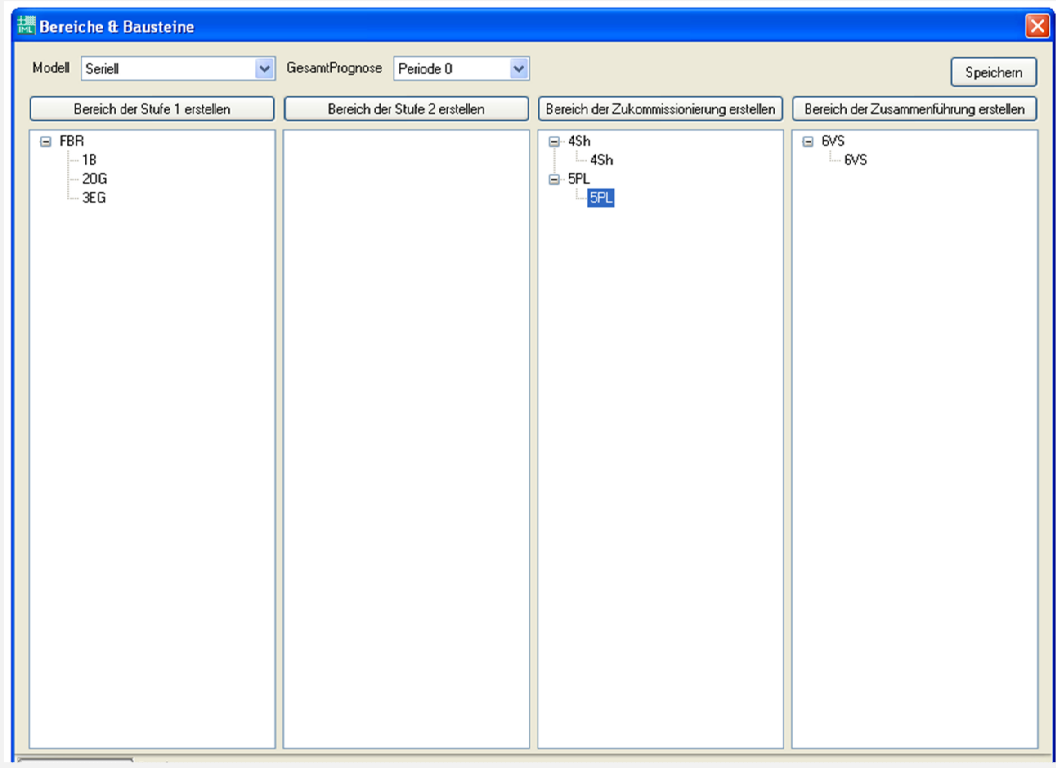 IML
Bereiche & Bausteine
Modell Seriell GesamtPrognose Periode 0
Speichern
Bereich der Stufe 1 erstellen Bereich der Stufe 2 erstellen Bereich der Zukommissionierung erstellen Bereich der Zusammenführung erstellen
FBR
1B
2OG
3EG
4Sh
4Sh
5PL
5PL
6VS
6VS